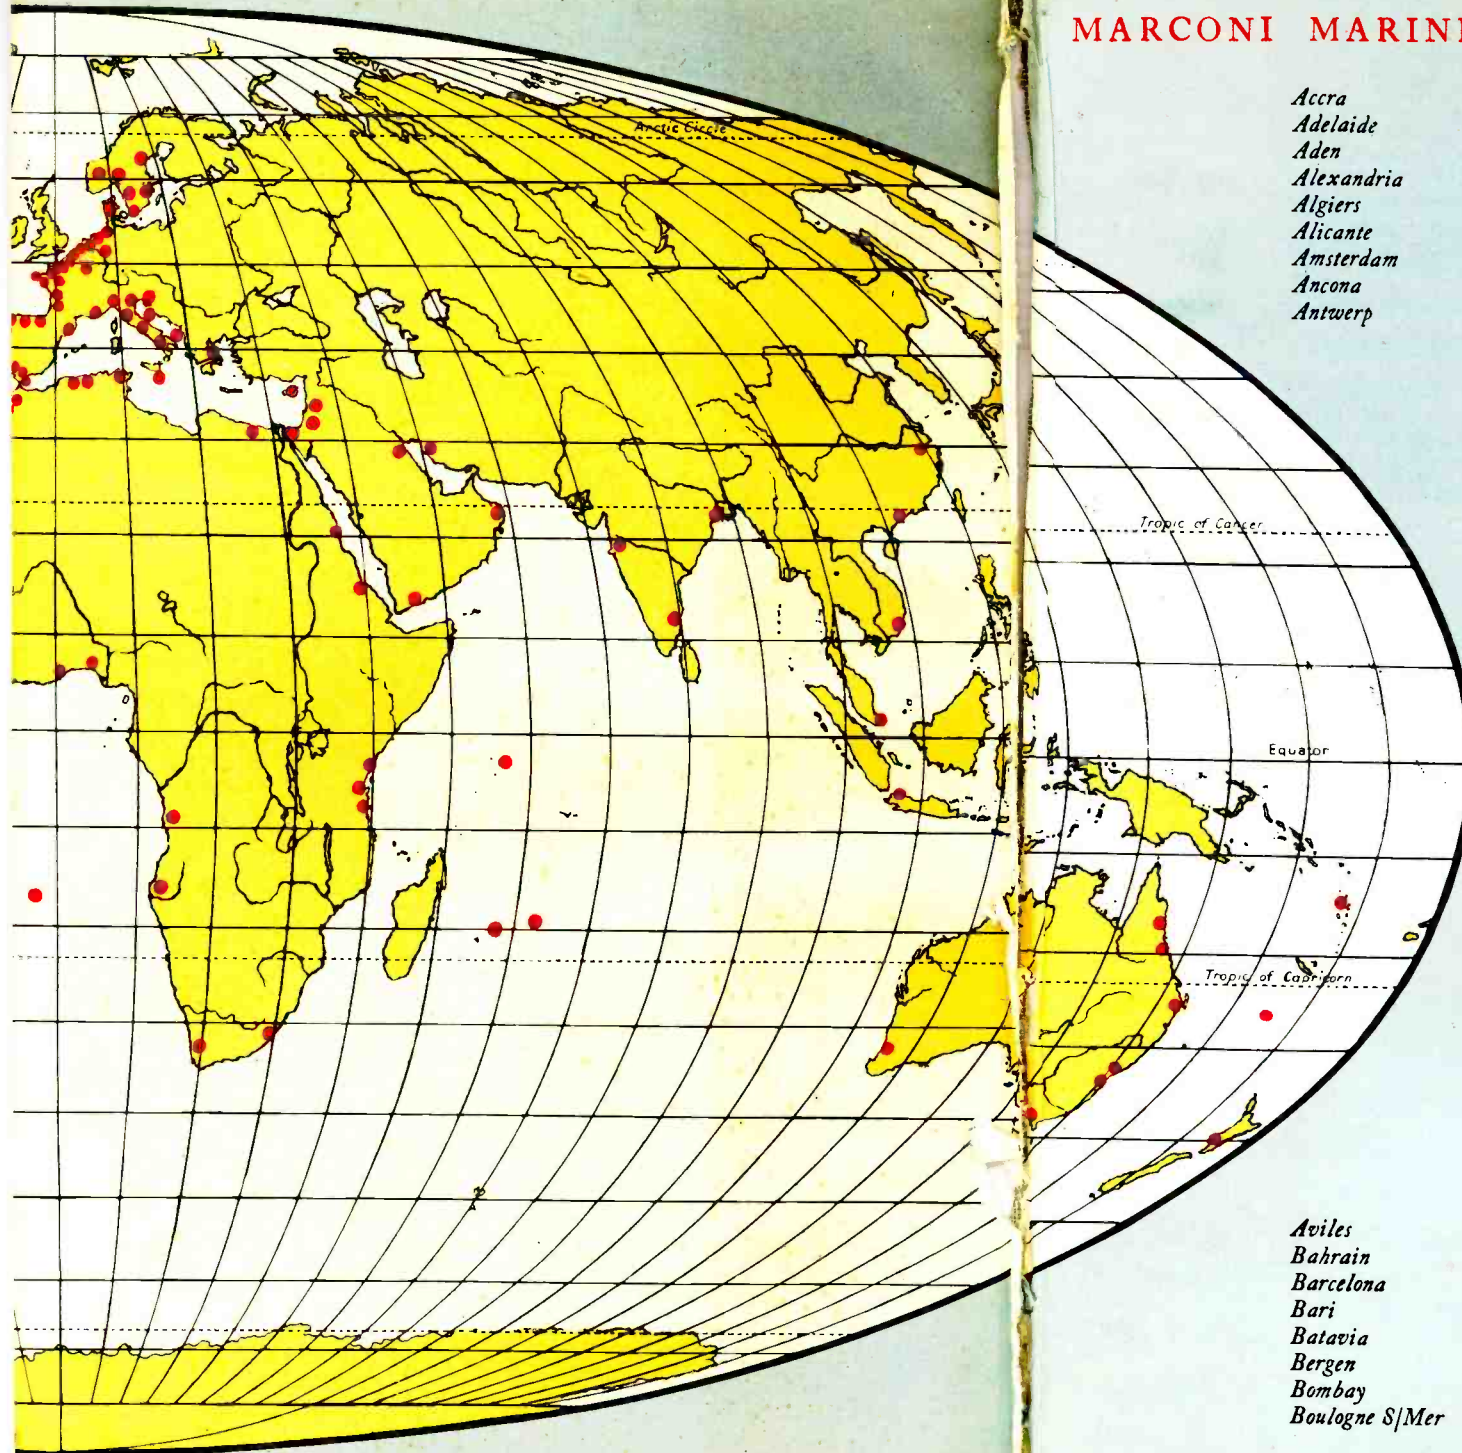 MARCONI MARIN
Accra
Adelaide
Aden
Alexandria
Algiers
Alicante
Amsterdam
Ancona
Antwerp
Arctic Circle
Tropic of Cancer
Equator
Tropic of Capricorn
Aviles
Bahrain
Barcelona
Bari
Batavia
Bergen
Bombay
Boulogne S/Mer